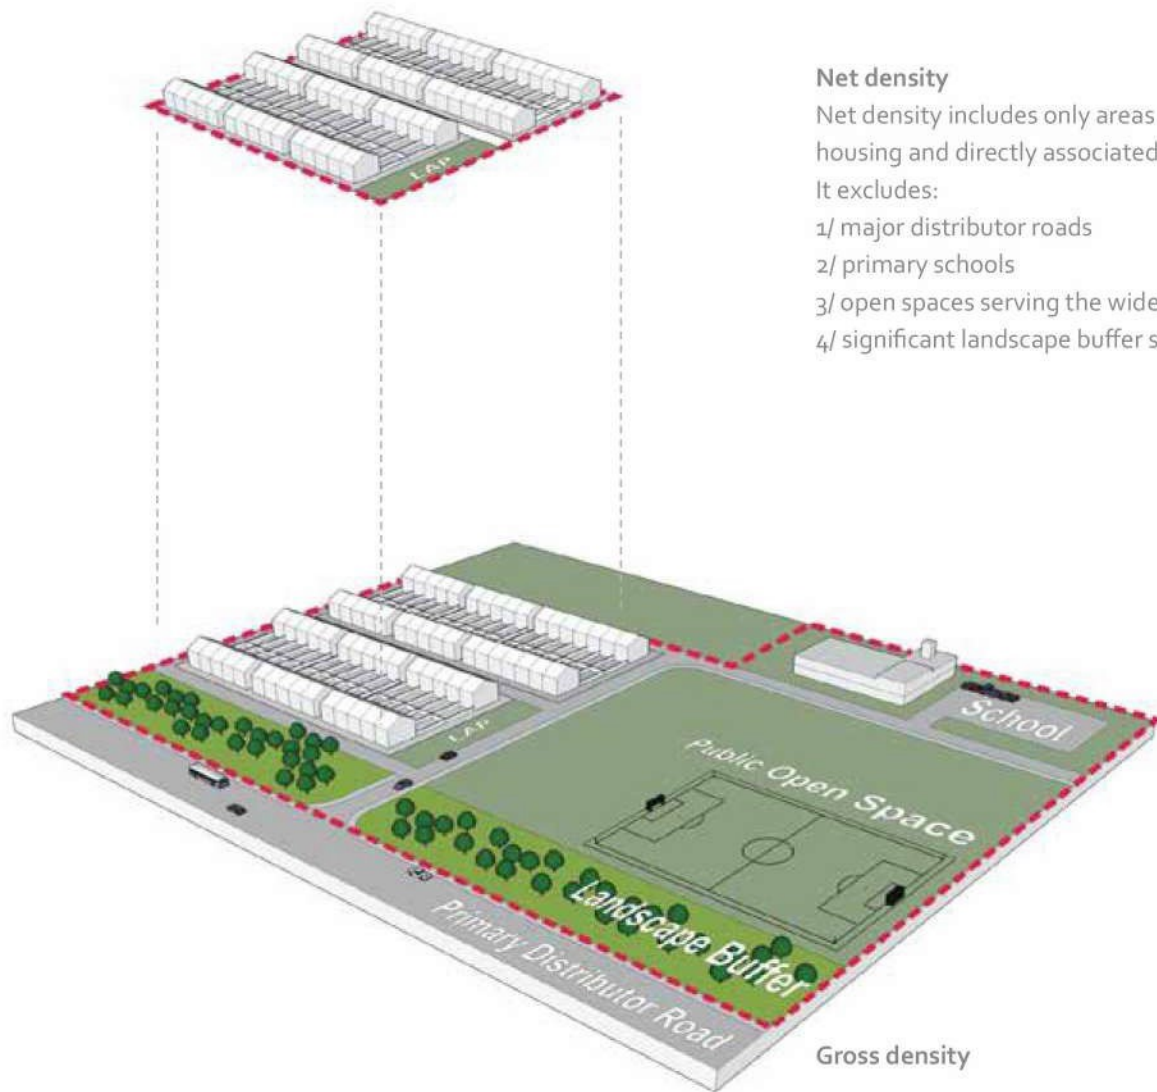 Net density
Net density includes only areas
housing and directly associated
It excludes:
1/ major distributor roads
2/ primary schools
3/ open spaces serving the wide
4/ significant landscape buffer s
LAP
LAP
School
Public Open Space
Landscape Buffer
Primary Distributor Road
Gross density